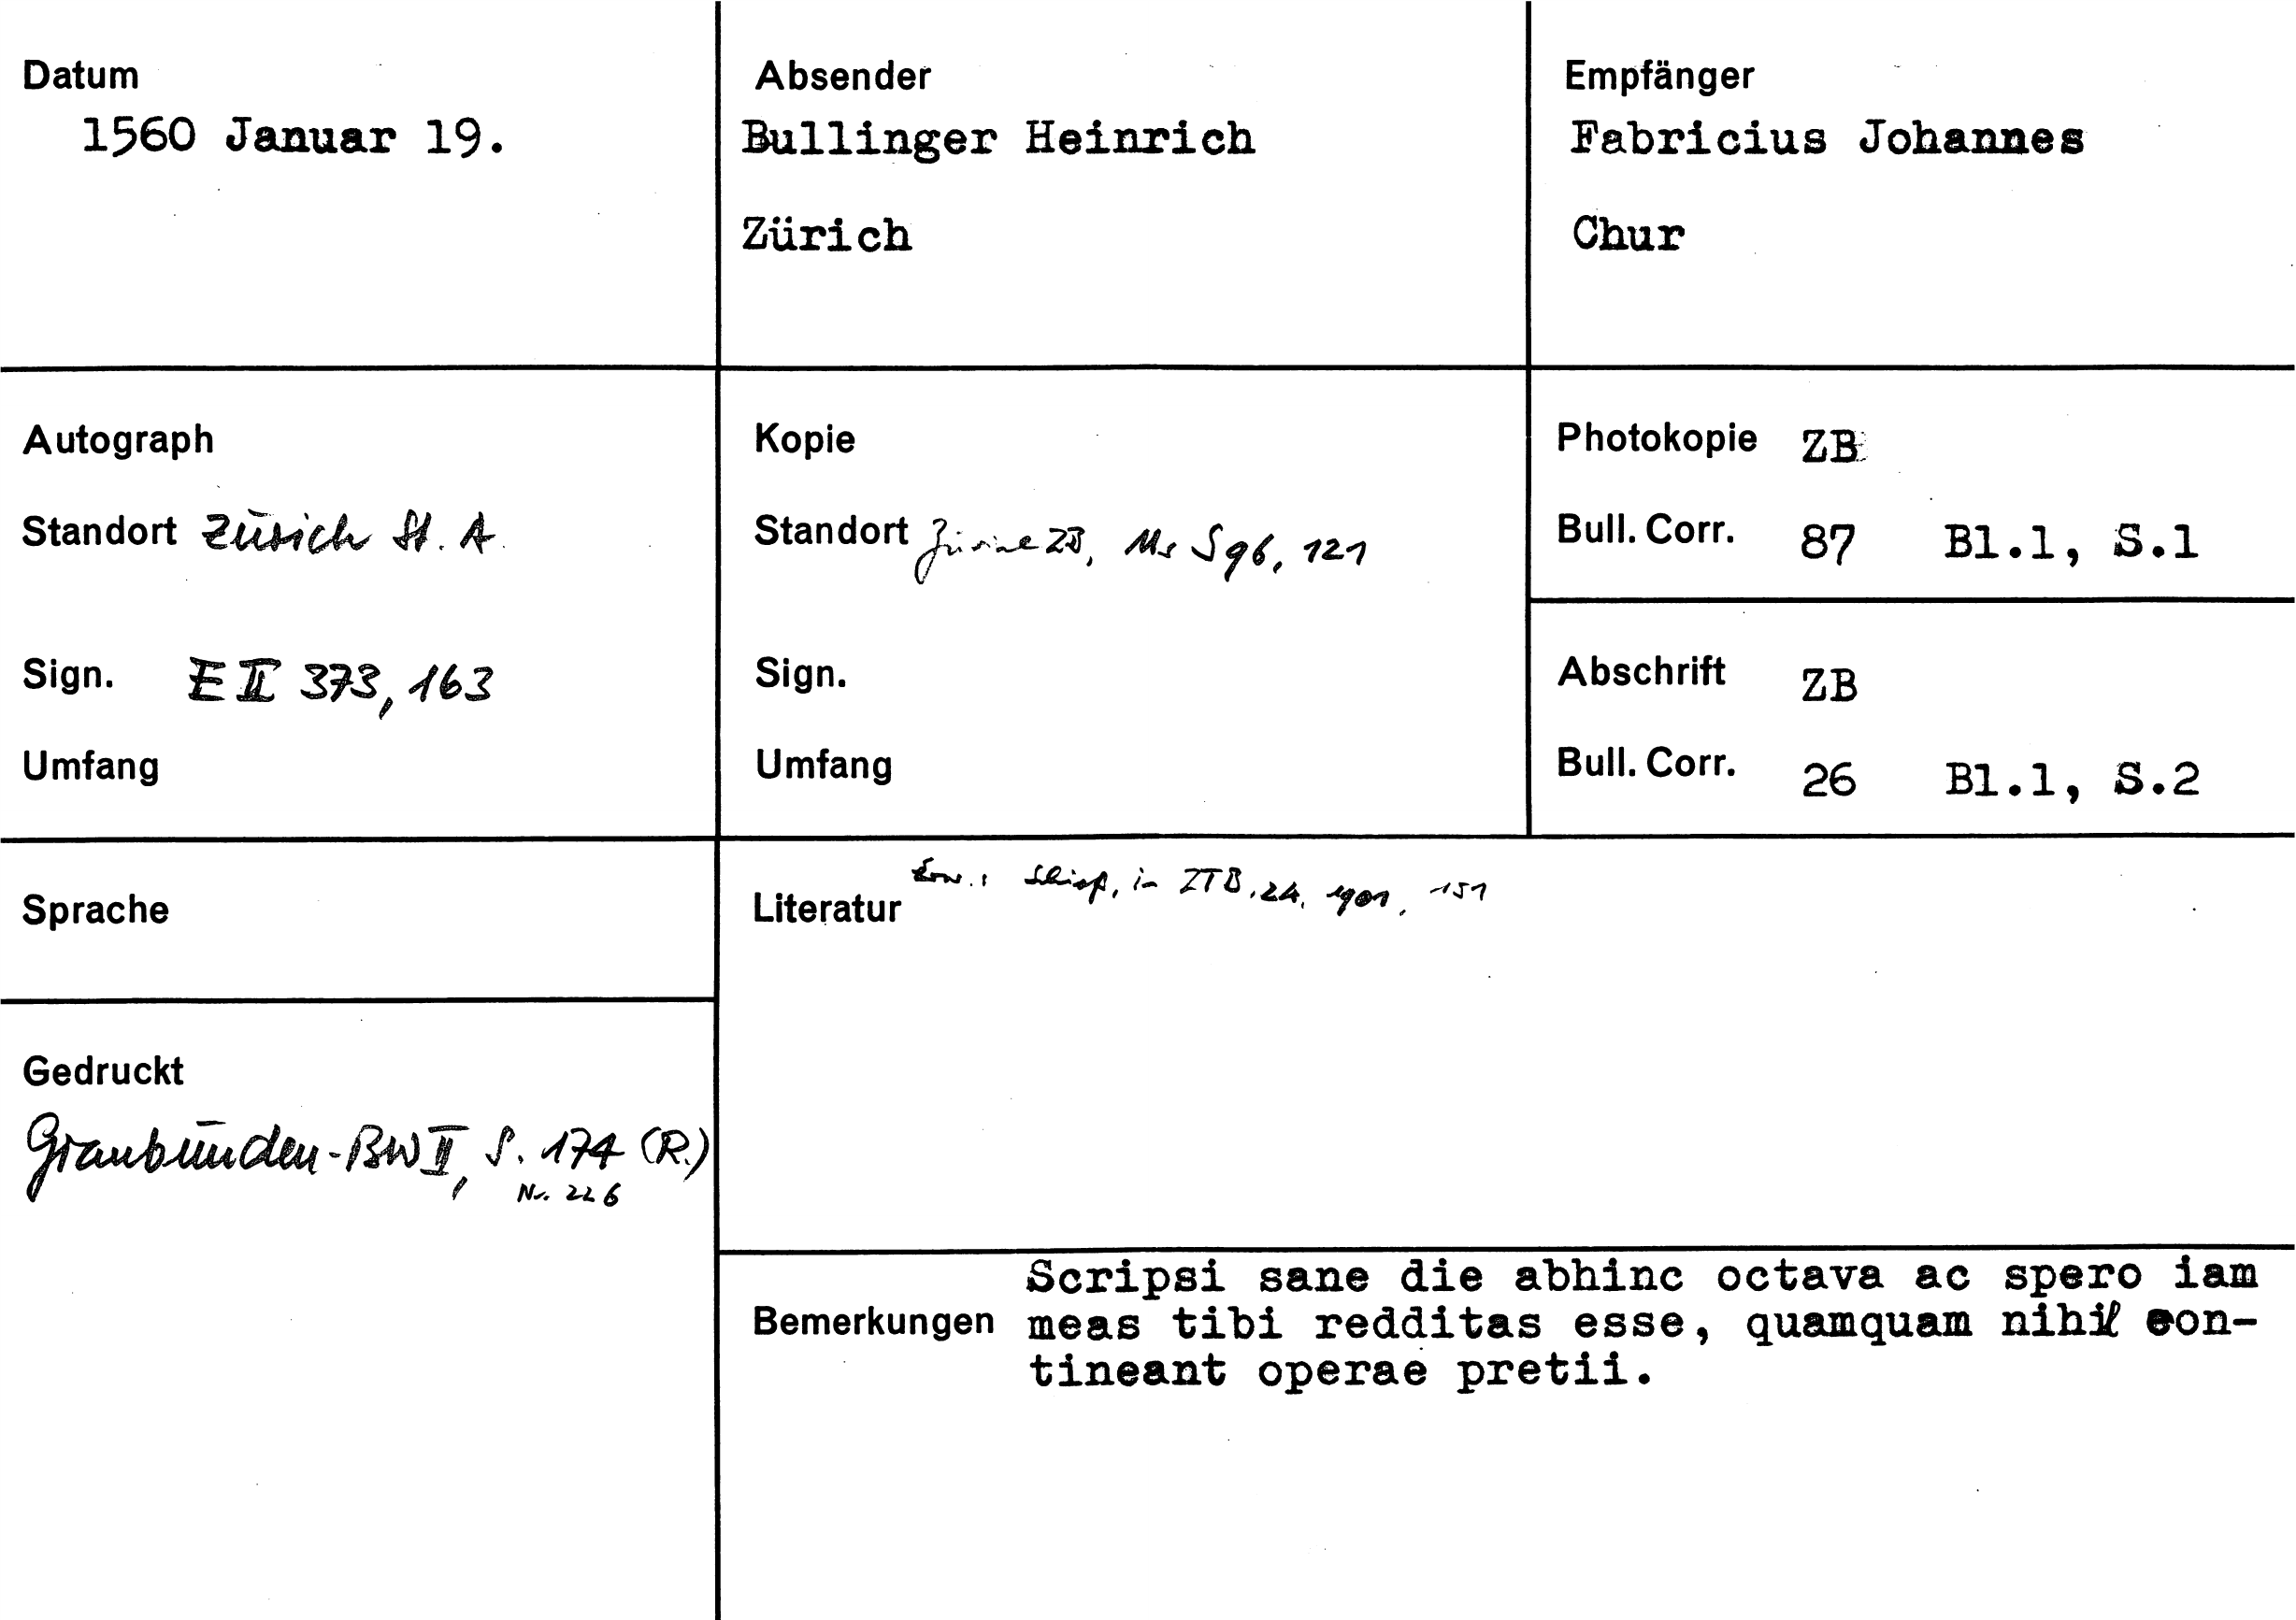 Datum
1560 Januar 19.
Absender
Bullinger Heinrich
Zürich
Empfänger
Fabricius Johannes
Chur
Autograph
Standort Zürich St. A.
Sign. E II 373, 163
Umfang
Kopie
Standort Zürich ZB, Ms S 96, 121
Sign.
Umfang
Photokopie ZB
Bull. Corr. 87 Bl.1, S.1
Abschrift ZB
Bull. Corr. 26 Bl.1, S.2
Sprache
Gedruckt
Graubünden-BW II, S. 174 (R.)
Nr. 226
in ZTB, 24, 1901, 151
Literatur
Scripsi sane die abhinc octava ac spero iam
Bemerkungen meas tibi redditas esse, quamquam nihil con-
tineant operae pretii.